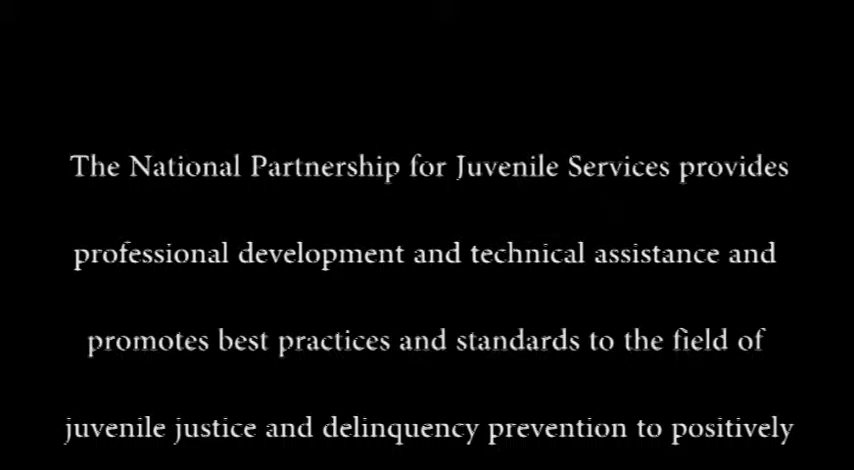 The National Partnership for Juvenile Services provides
professional development and technical assistance and
promotes best practices and standards to the field of
juvenile justice and delinquency prevention to positively